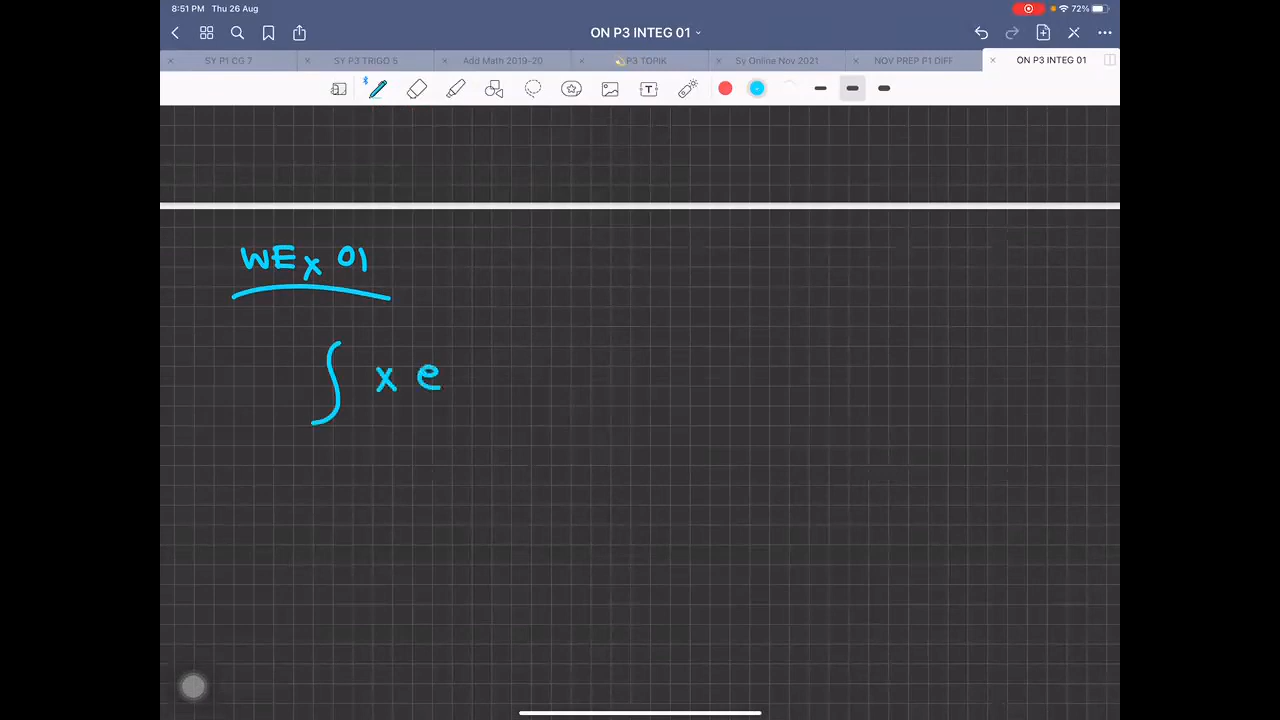 8:51 PM Thu 26 Aug
72%
ON P3 INTEG 01
SY P1 CG 7
SY P3 TRIGO 5
Add Math 2019-20
P3 TOPIK
Sy Online Nov 2021
NOV PREP P1 DIFF
ON P3 INTEG 01
T
WEx 01
∫ x e